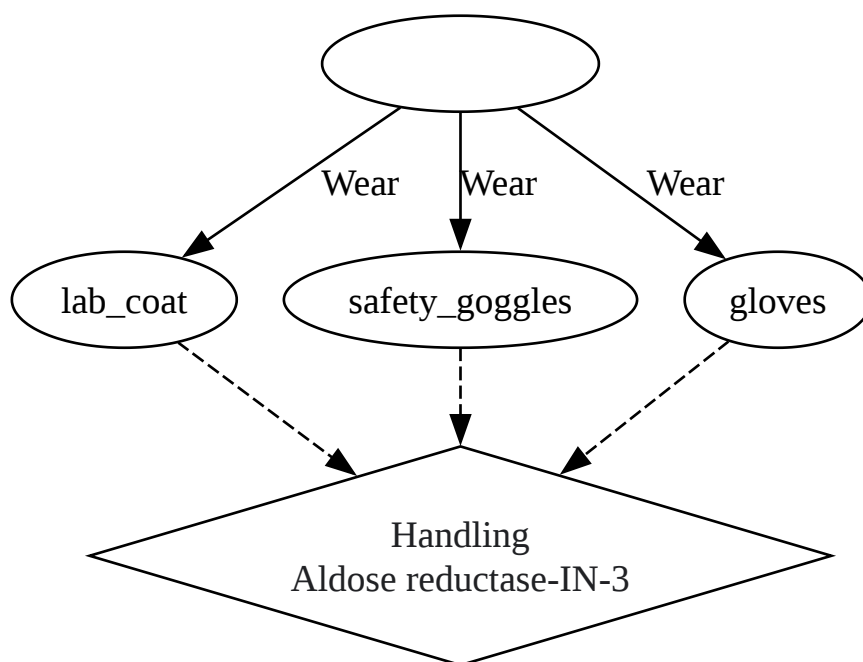 Wear
Wear
Wear
lab_coat
safety_goggles
gloves
Handling
Aldose reductase-IN-3